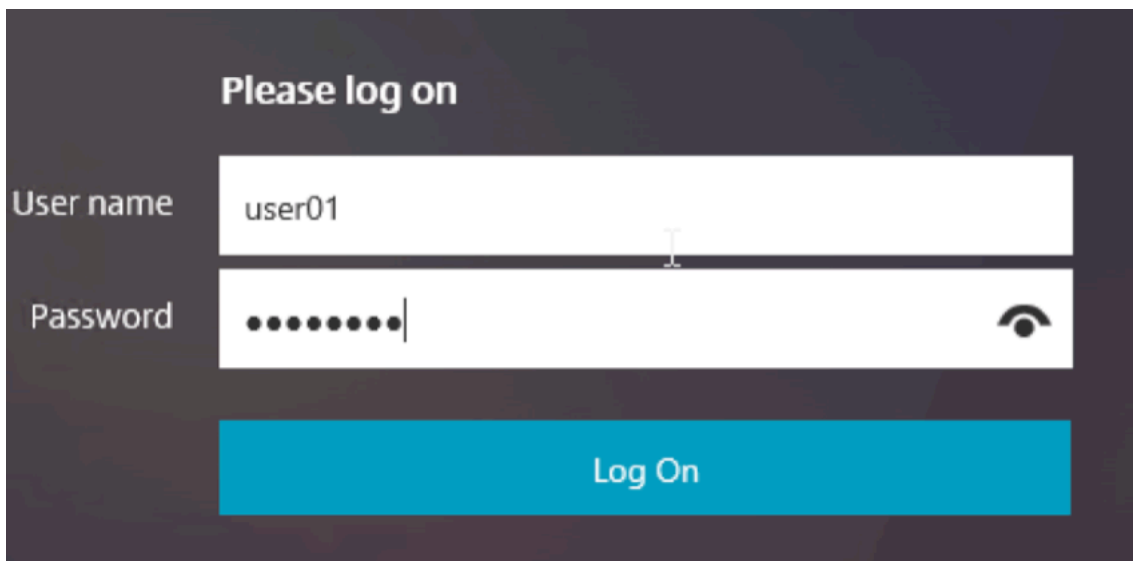 Please log on
User name
user01
Password
••••••••
Log On